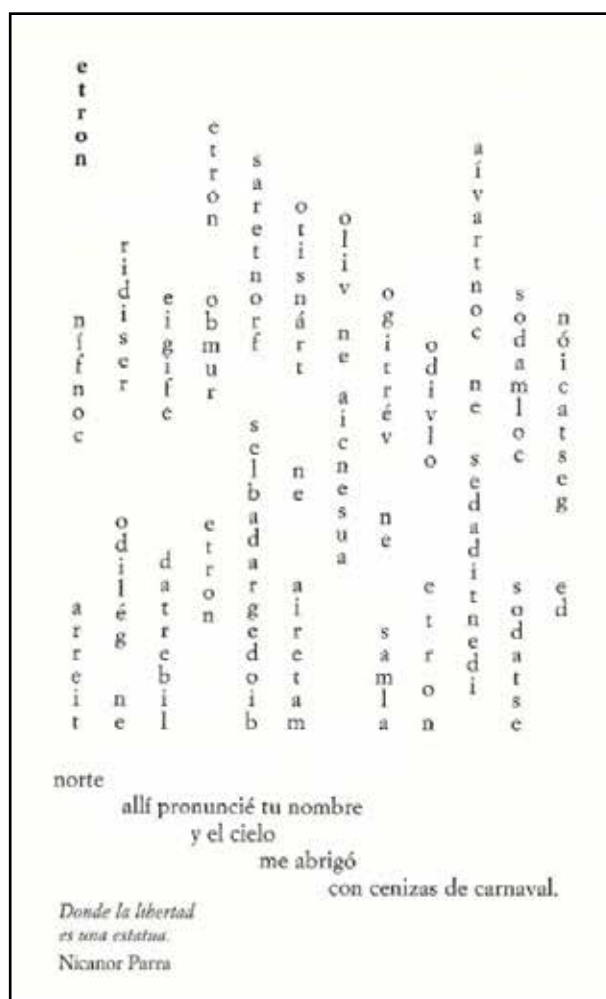 tierra confín norte
en gélido residir
libertad efigie
norte rumbo norte
biodegradables fronteras
materia en tránsito
ausencia en vilo
almas en vértigo
norte olvido
identidades en contravía
estados colmados
de gestación
norte
allí pronuncié tu nombre
y el cielo
me abrigó
con cenizas de carnaval.
Donde la libertad
es una estatua.
Nicanor Parra